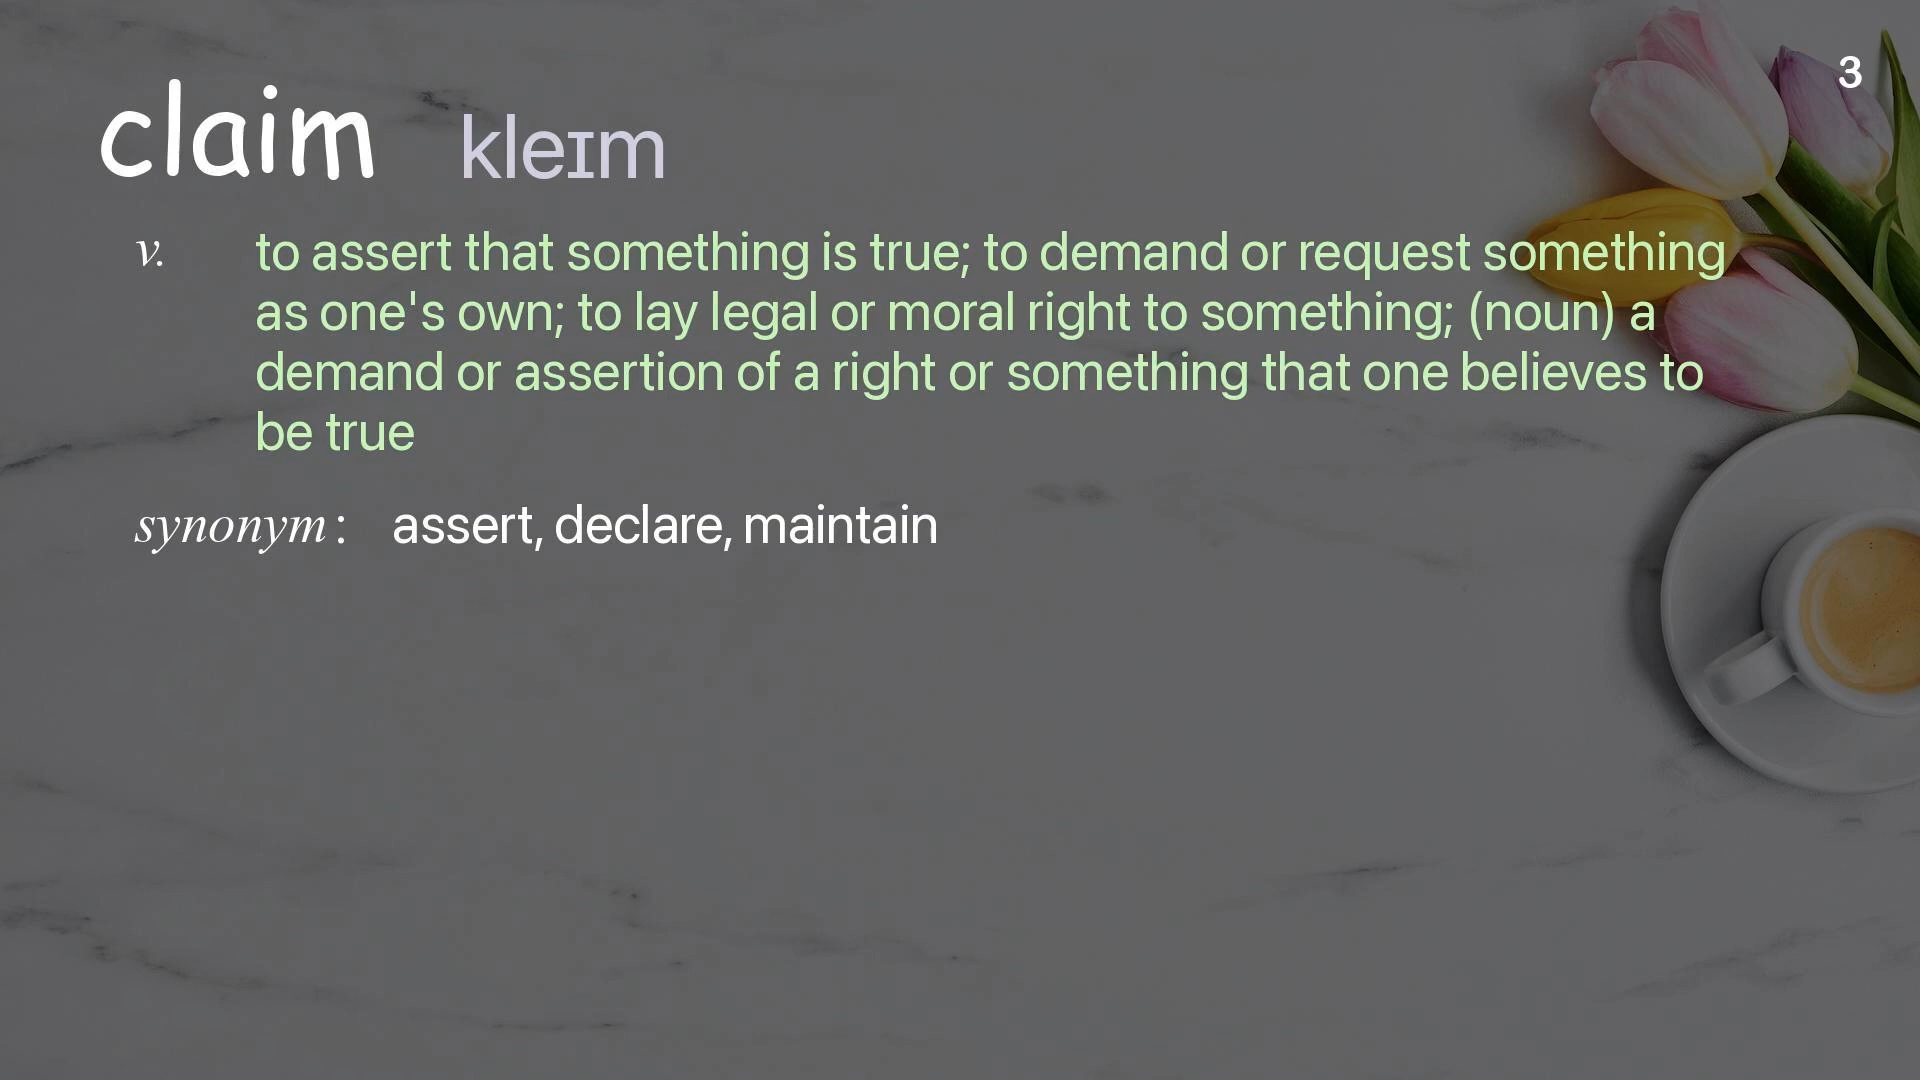 3
claim kleɪm
v. to assert that something is true; to demand or request something
as one's own; to lay legal or moral right to something; (noun) a
demand or assertion of a right or something that one believes to
be true
synonym: assert, declare, maintain